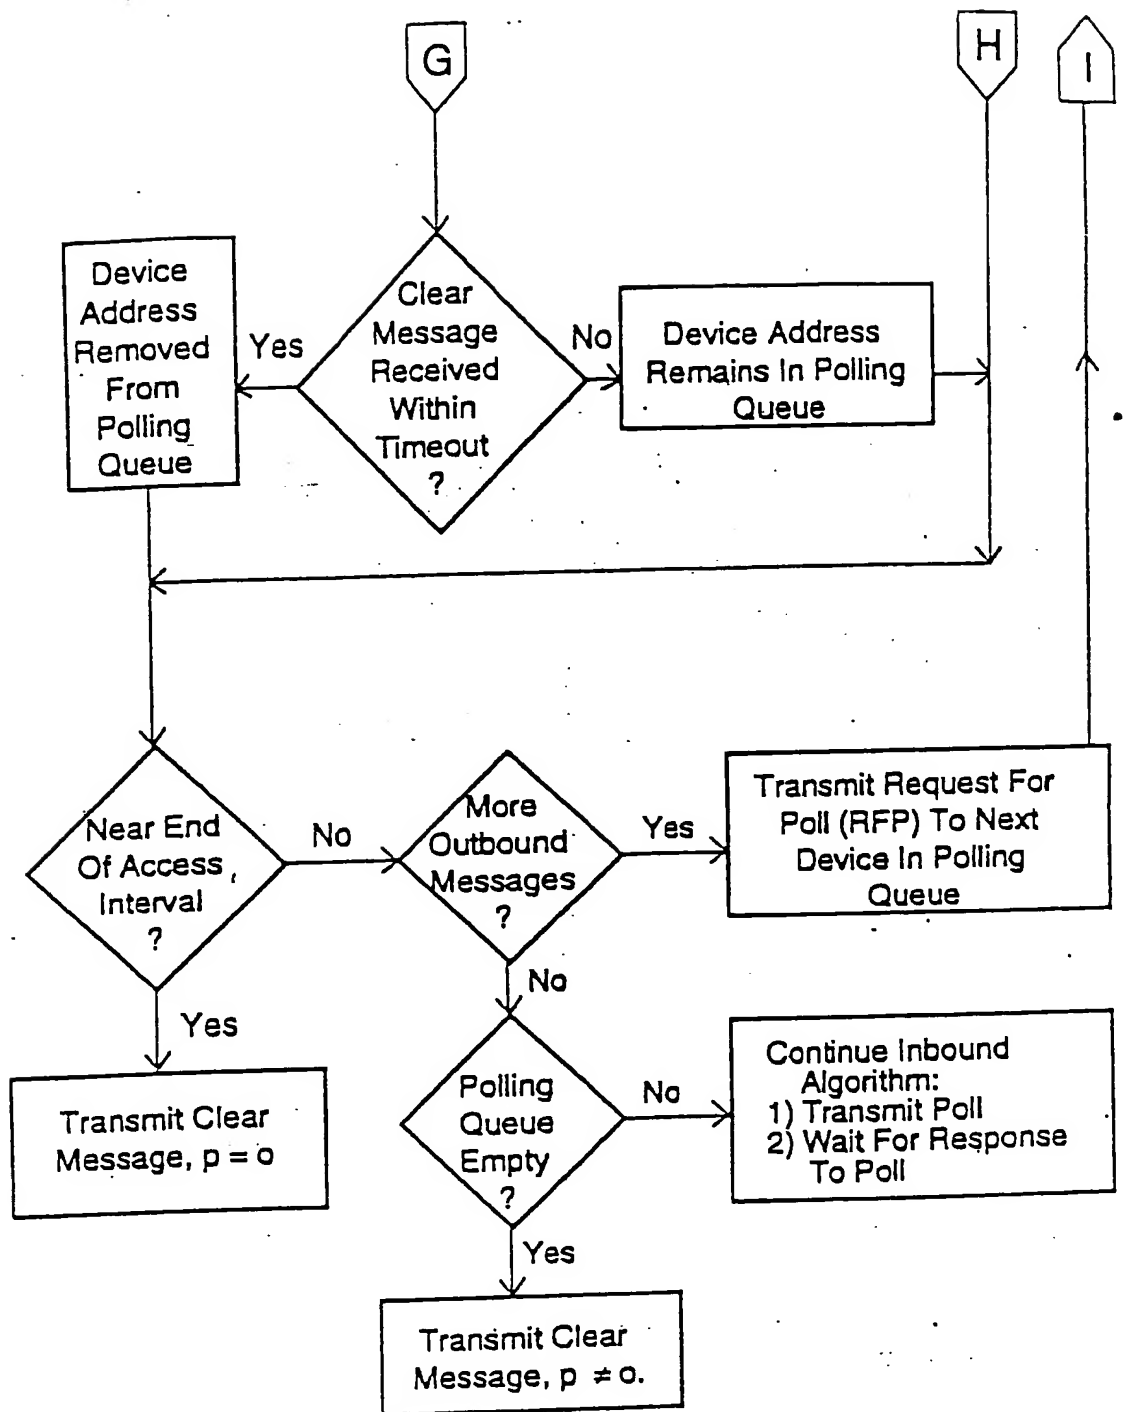 G
H
I
Device
Address
Removed
From
Polling
Queue
Yes
Clear
Message
Received
Within
Timeout
?
No
Device Address
Remains In Polling
Queue
Near End
Of Access
Interval
?
No
More
Outbound
Messages
?
Yes
Transmit Request For
Poll (RFP) To Next
Device In Polling
Queue
Yes
No
Transmit Clear
Message, p = o
Polling
Queue
Empty
?
No
Continue Inbound
Algorithm:
1) Transmit Poll
2) Wait For Response
To Poll
Yes
Transmit Clear
Message, p ≠ o.